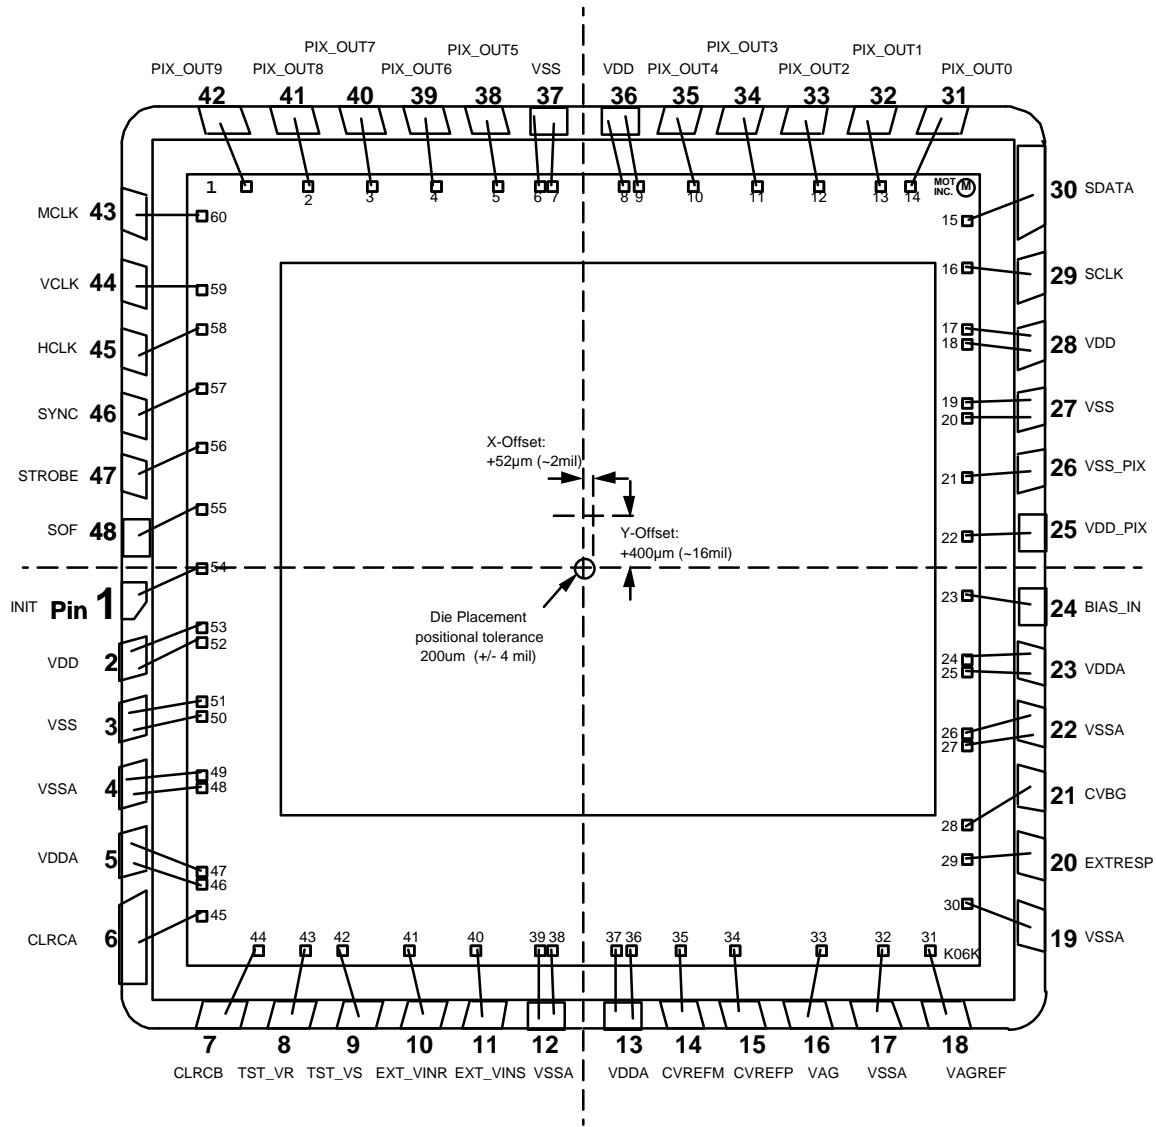 PIX_OUT7 PIX_OUT5 PIX_OUT3 PIX_OUT1
PIX_OUT9 PIX_OUT8 PIX_OUT6 VSS VDD PIX_OUT4 PIX_OUT2 PIX_OUT0
42 41 40 39 38 37 36 35 34 33 32 31
1 2 3 4 5 6 7 8 9 10 11 12 13 14
MOT
INC. M
MCLK 43
60
15
30 SDATA
VCLK 44
59
16
29 SCLK
HCLK 45
58
17
18
28 VDD
SYNC 46
57
19
20
27 VSS
STROBE 47
56
21
26 VSS_PIX
SOF 48
55
22
25 VDD_PIX
X-Offset:
+52µm (~2mil)
Y-Offset:
+400µm (~16mil)
Die Placement
positional tolerance
200um (+/- 4 mil)
INIT Pin 1
54
23
24 BIAS_IN
VDD 2
53
52
24
25
23 VDDA
VSS 3
51
50
26
27
22 VSSA
VSSA 4
49
48
28
21 CVBG
VDDA 5
47
46
29
20 EXTRESP
CLRCA 6
45
30
19 VSSA
44 43 42 41 40 39 38 37 36 35 34 33 32 31
K06K
7 8 9 10 11 12 13 14 15 16 17 18
CLRCB TST_VR TST_VS EXT_VINR EXT_VINS VSSA VDDA CVREFM CVREFP VAG VSSA VAGREF